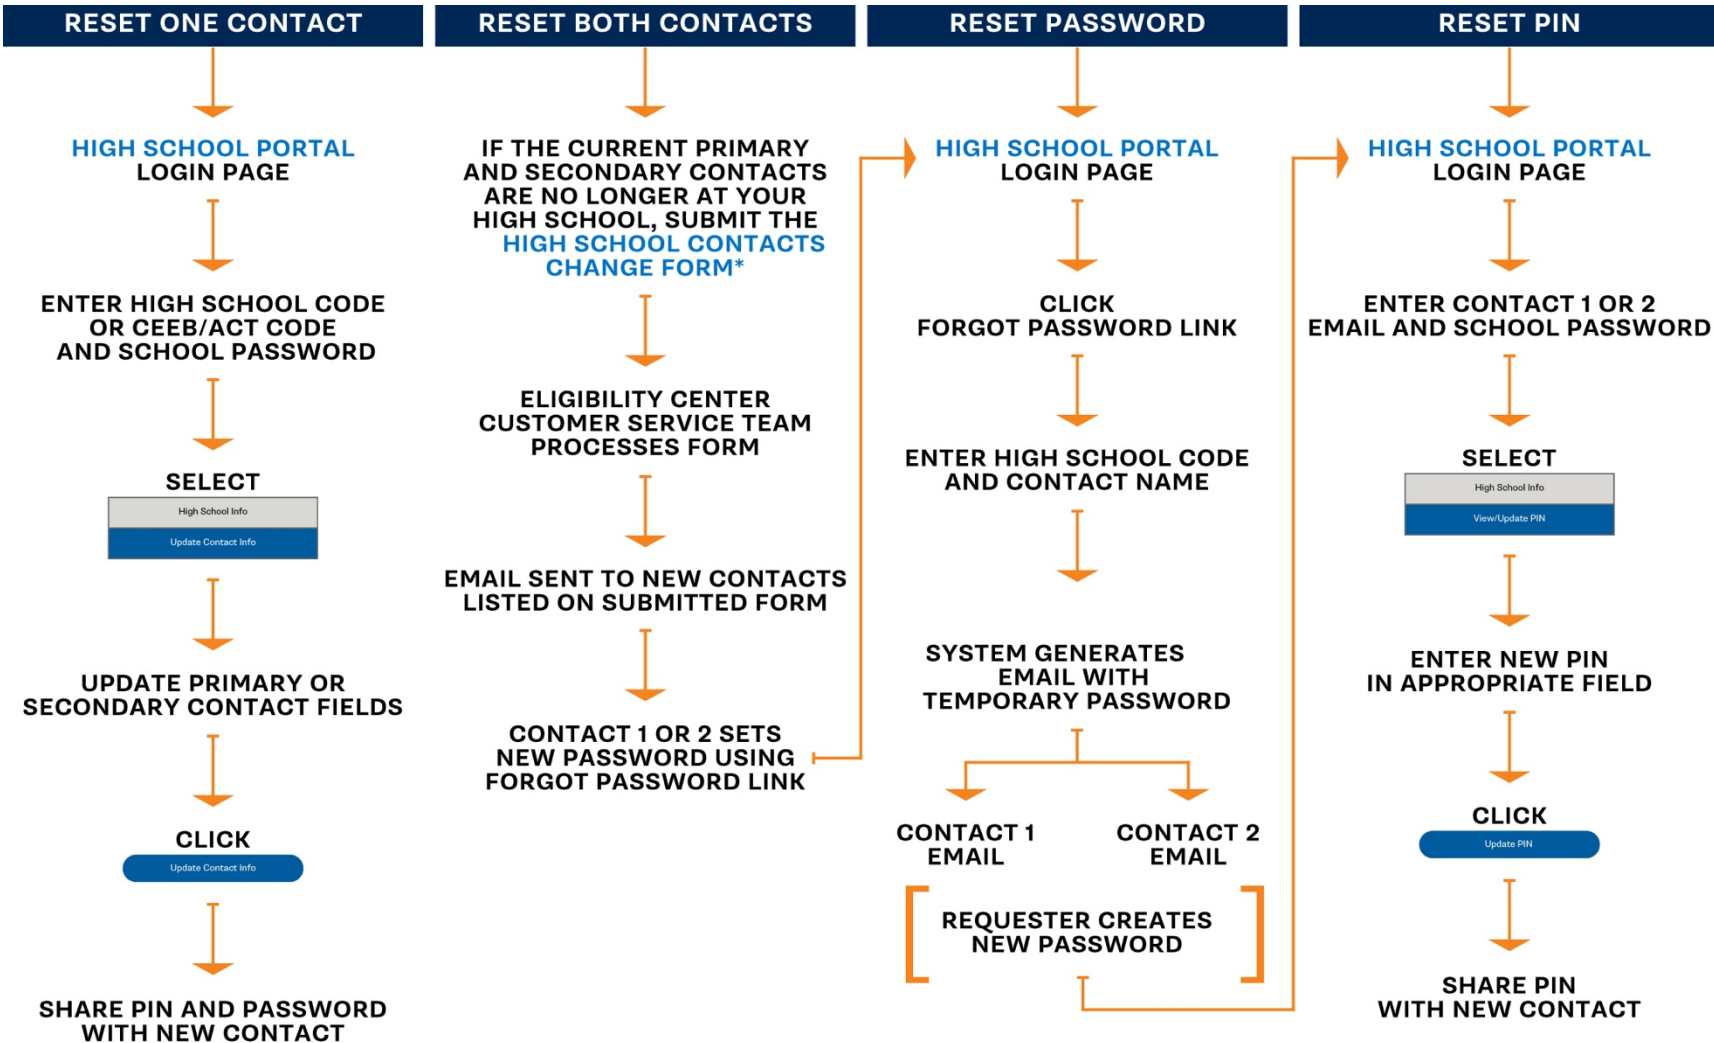 RESET ONE CONTACT
HIGH SCHOOL PORTAL
LOGIN PAGE
ENTER HIGH SCHOOL CODE
OR CEEB/ACT CODE
AND SCHOOL PASSWORD
SELECT
High School Info
Update Contact Info
UPDATE PRIMARY OR
SECONDARY CONTACT FIELDS
CLICK
Update Contact Info
SHARE PIN AND PASSWORD
WITH NEW CONTACT
RESET BOTH CONTACTS
IF THE CURRENT PRIMARY
AND SECONDARY CONTACTS
ARE NO LONGER AT YOUR
HIGH SCHOOL, SUBMIT THE
HIGH SCHOOL CONTACTS
CHANGE FORM*
ELIGIBILITY CENTER
CUSTOMER SERVICE TEAM
PROCESSES FORM
EMAIL SENT TO NEW CONTACTS
LISTED ON SUBMITTED FORM
CONTACT 1 OR 2 SETS
NEW PASSWORD USING
FORGOT PASSWORD LINK
RESET PASSWORD
HIGH SCHOOL PORTAL
LOGIN PAGE
CLICK
FORGOT PASSWORD LINK
ENTER HIGH SCHOOL CODE
AND CONTACT NAME
SYSTEM GENERATES
EMAIL WITH
TEMPORARY PASSWORD
CONTACT 1
EMAIL
CONTACT 2
EMAIL
REQUESTER CREATES
NEW PASSWORD
RESET PIN
HIGH SCHOOL PORTAL
LOGIN PAGE
ENTER CONTACT 1 OR 2
EMAIL AND SCHOOL PASSWORD
SELECT
High School Info
View/Update PIN
ENTER NEW PIN
IN APPROPRIATE FIELD
CLICK
Update PIN
SHARE PIN
WITH NEW CONTACT